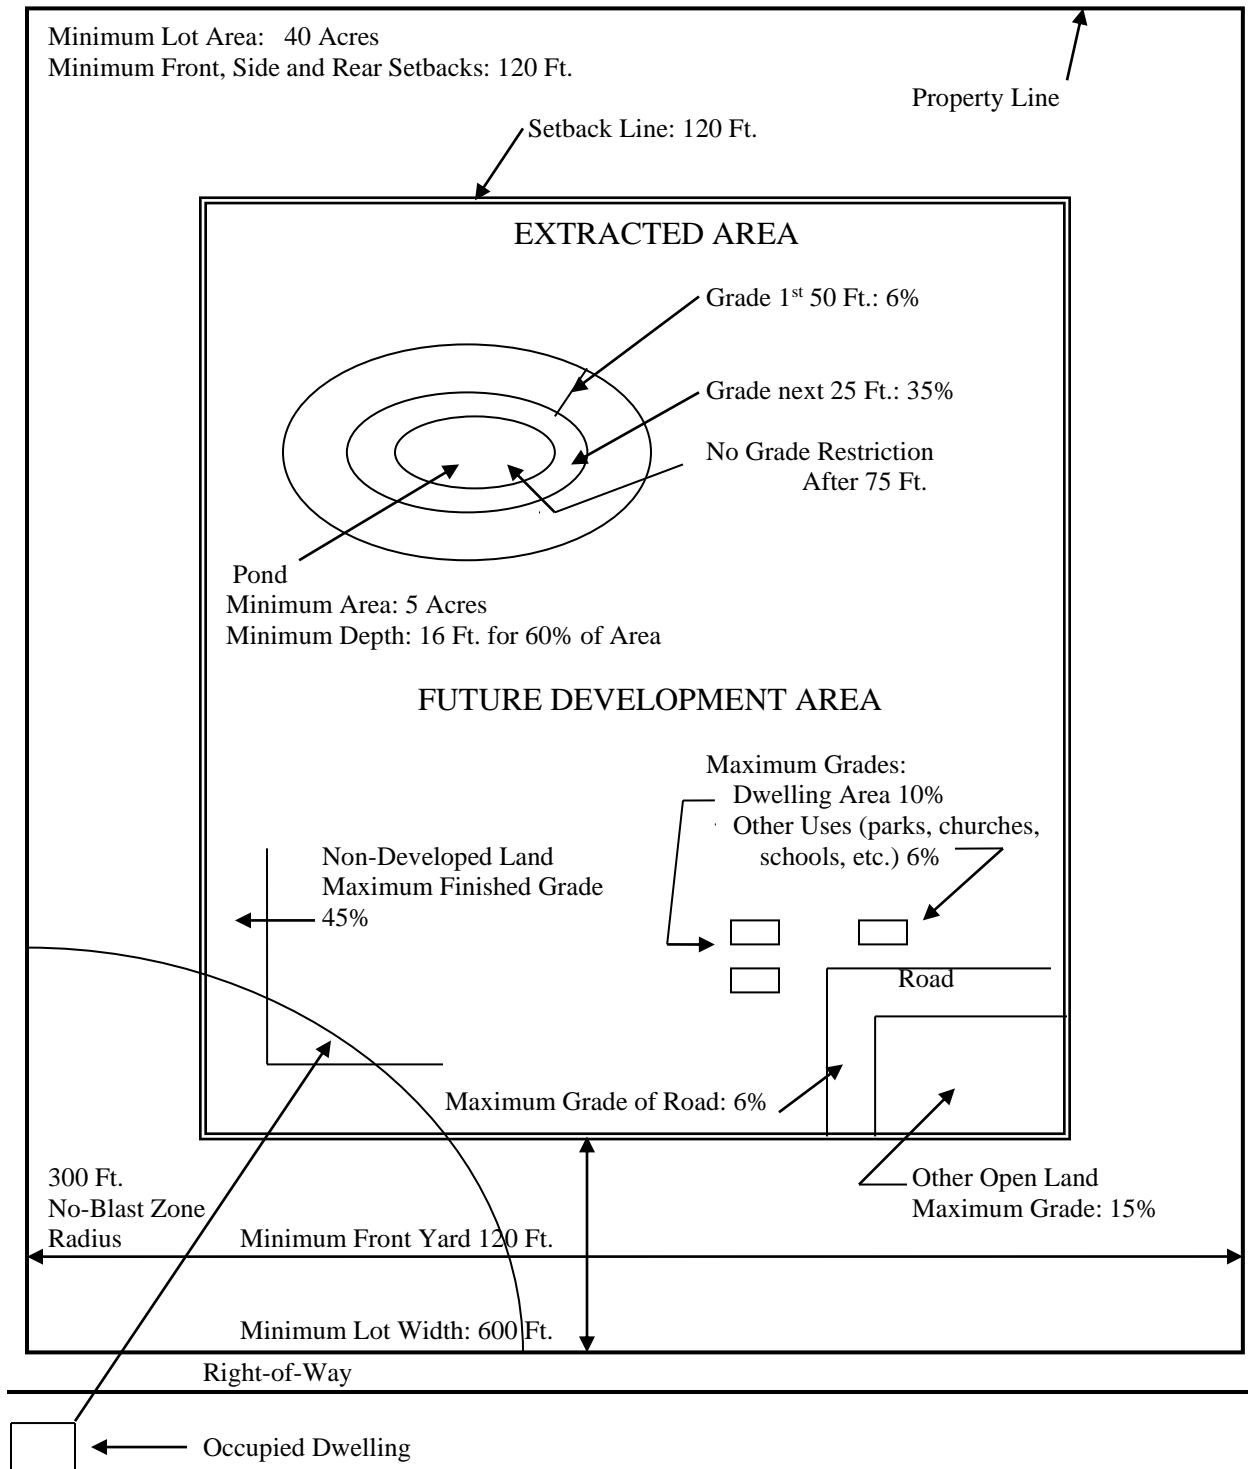 Minimum Lot Area:   40 Acres
Minimum Front, Side and Rear Setbacks: 120 Ft.
Property Line
Setback Line: 120 Ft.
EXTRACTED AREA
Grade 1st 50 Ft.: 6%
Grade next 25 Ft.: 35%
No Grade Restriction
After 75 Ft.
Pond
Minimum Area: 5 Acres
Minimum Depth: 16 Ft. for 60% of Area
FUTURE DEVELOPMENT AREA
Maximum Grades:
Dwelling Area 10%
Other Uses (parks, churches,
schools, etc.) 6%
Non-Developed Land
Maximum Finished Grade
45%
Road
Maximum Grade of Road: 6%
300 Ft.
No-Blast Zone
Radius
Other Open Land
Maximum Grade: 15%
Minimum Front Yard 120 Ft.
Minimum Lot Width: 600 Ft.
Right-of-Way
Occupied Dwelling